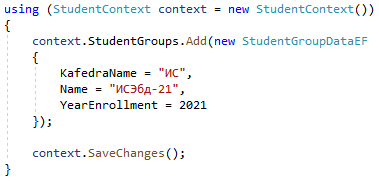 using (StudentContext context = new StudentContext())
{
context.StudentGroups.Add(new StudentGroupDataEF
{
KafedraName = "ИС",
Name = "ИСЭбд-21",
YearEnrollment = 2021
});
context.SaveChanges();
}